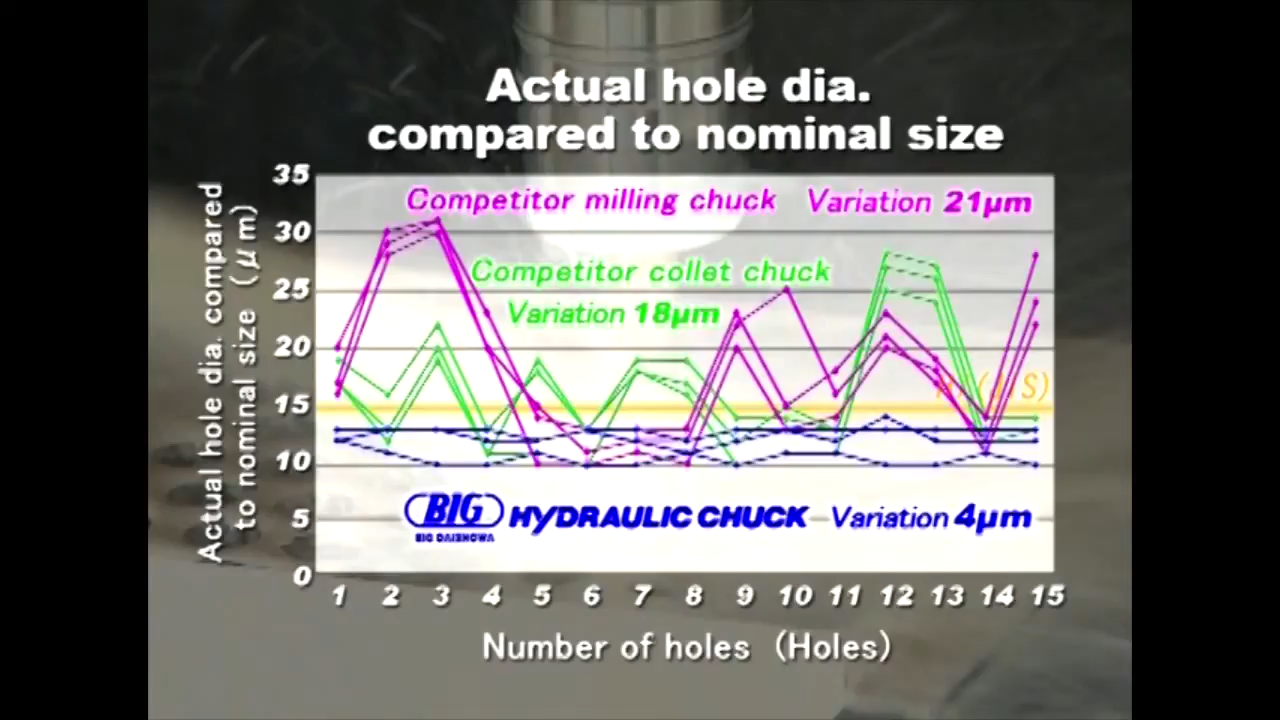 Actual hole dia.
compared to nominal size
Actual hole dia. compared
to nominal size (μm)
35
30
25
20
15
10
5
0
Competitor milling chuck Variation 21μm
Competitor collet chuck
Variation 18μm
BIG HYDRAULIC CHUCK Variation 4μm
BIG DAISHOWA
1 2 3 4 5 6 7 8 9 10 11 12 13 14 15
Number of holes (Holes)